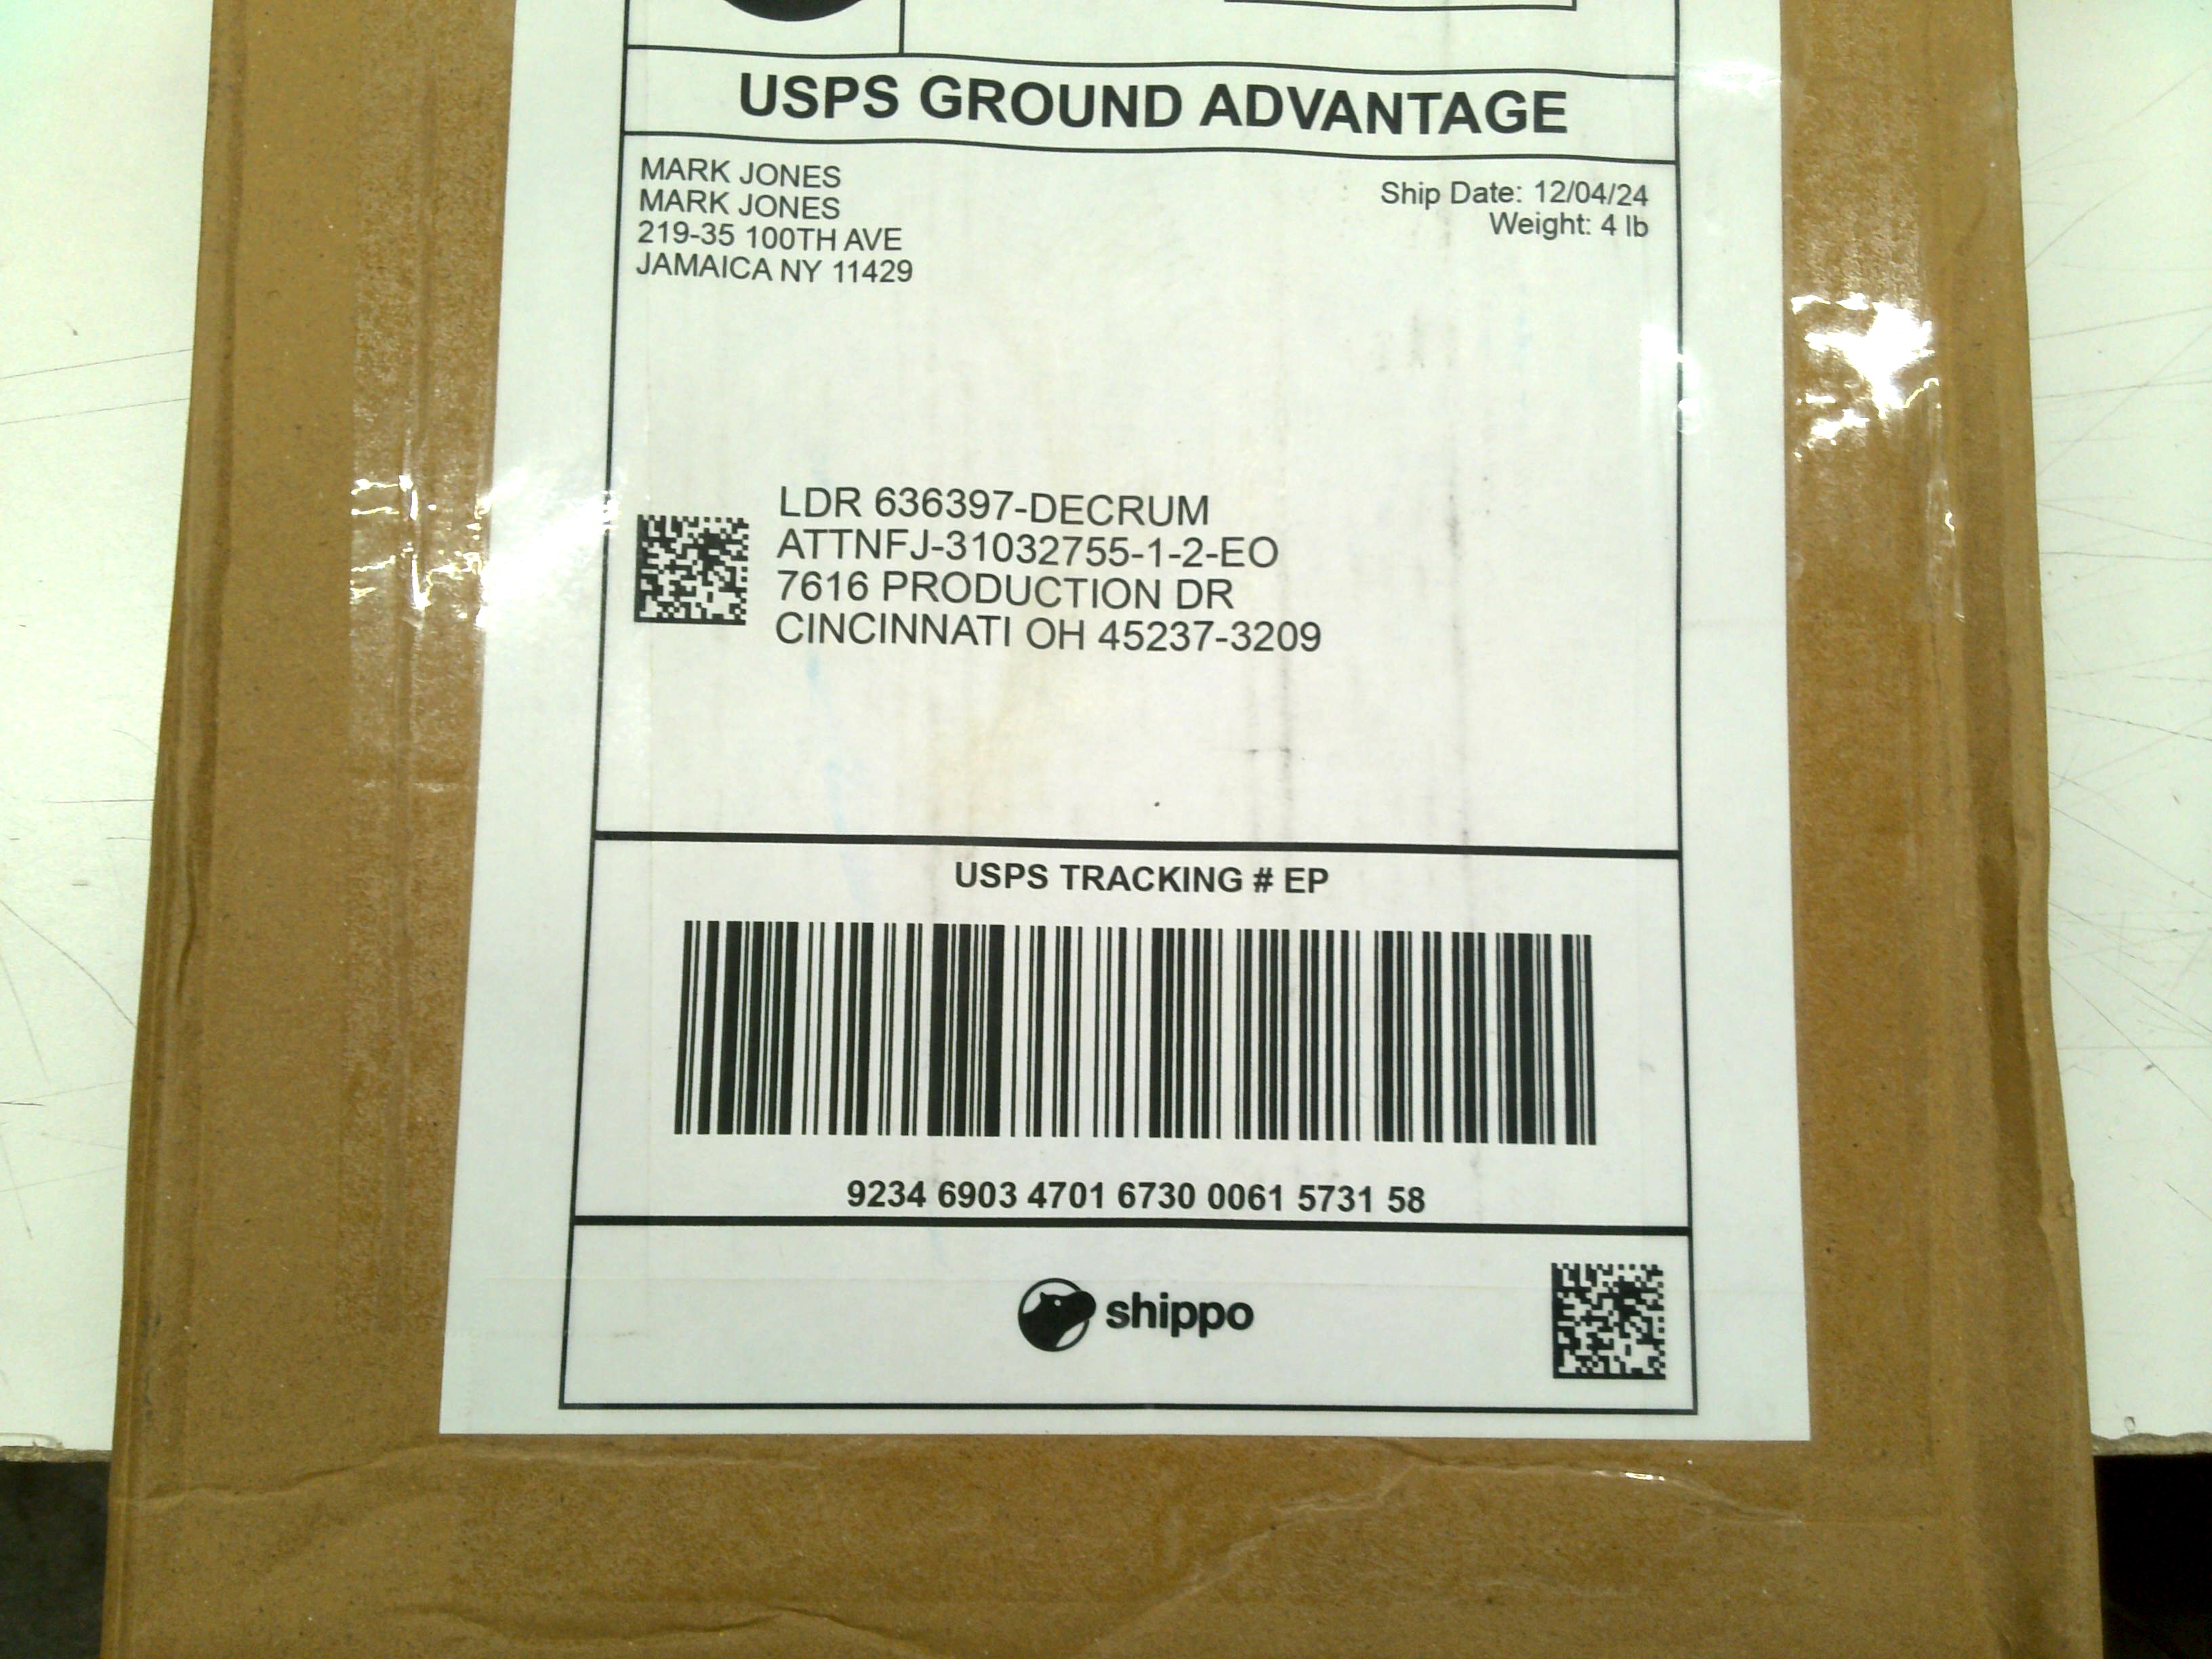 USPS GROUND ADVANTAGE
MARK JONES
MARK JONES
219-35 100TH AVE
JAMAICA NY 11429
Ship Date: 12/04/24
Weight: 4 lb
LDR 636397-DECRUM
ATTNFJ-31032755-1-2-EO
7616 PRODUCTION DR
CINCINNATI OH 45237-3209
USPS TRACKING # EP
9234 6903 4701 6730 0061 5731 58
shippo